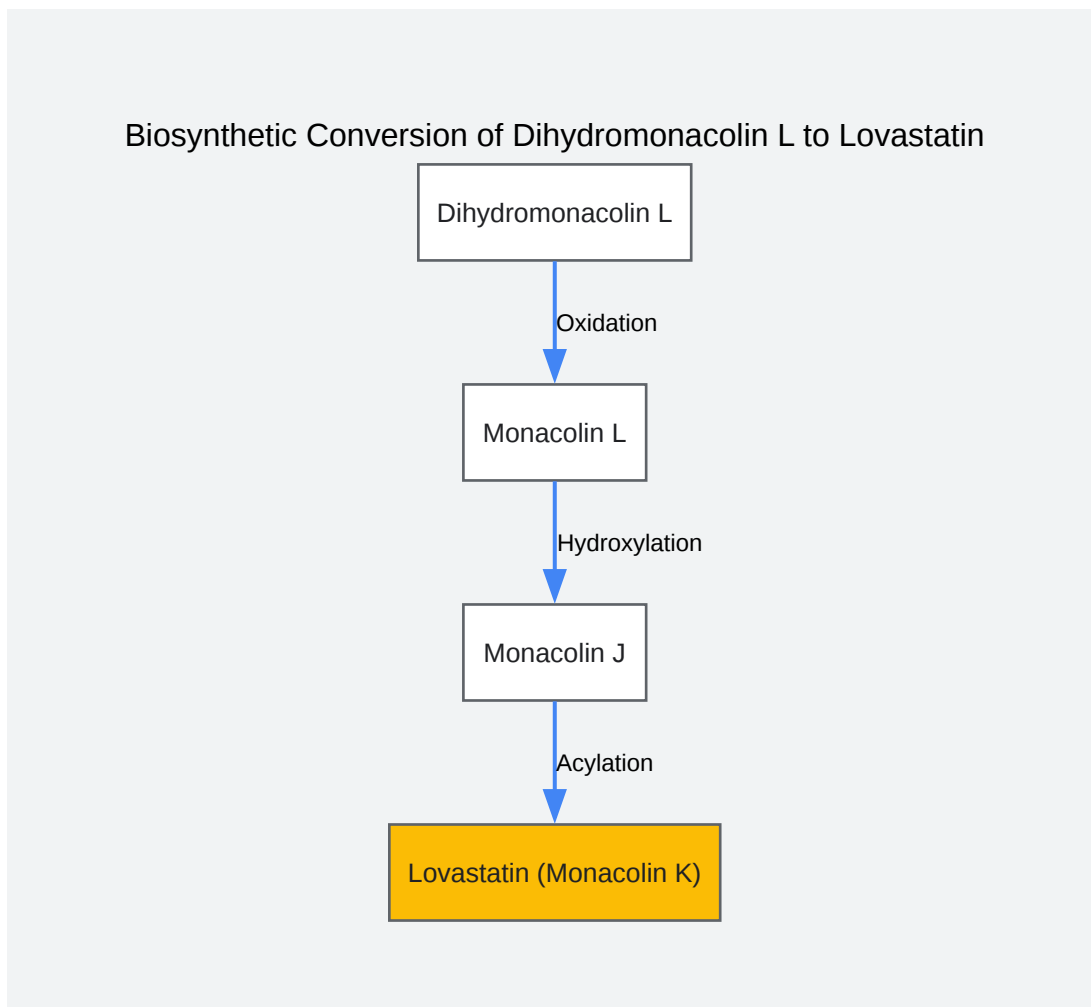 Biosynthetic Conversion of Dihydromonacolin L to Lovastatin
Dihydromonacolin L
Oxidation
Monacolin L
Hydroxylation
Monacolin J
Acylation
Lovastatin (Monacolin K)